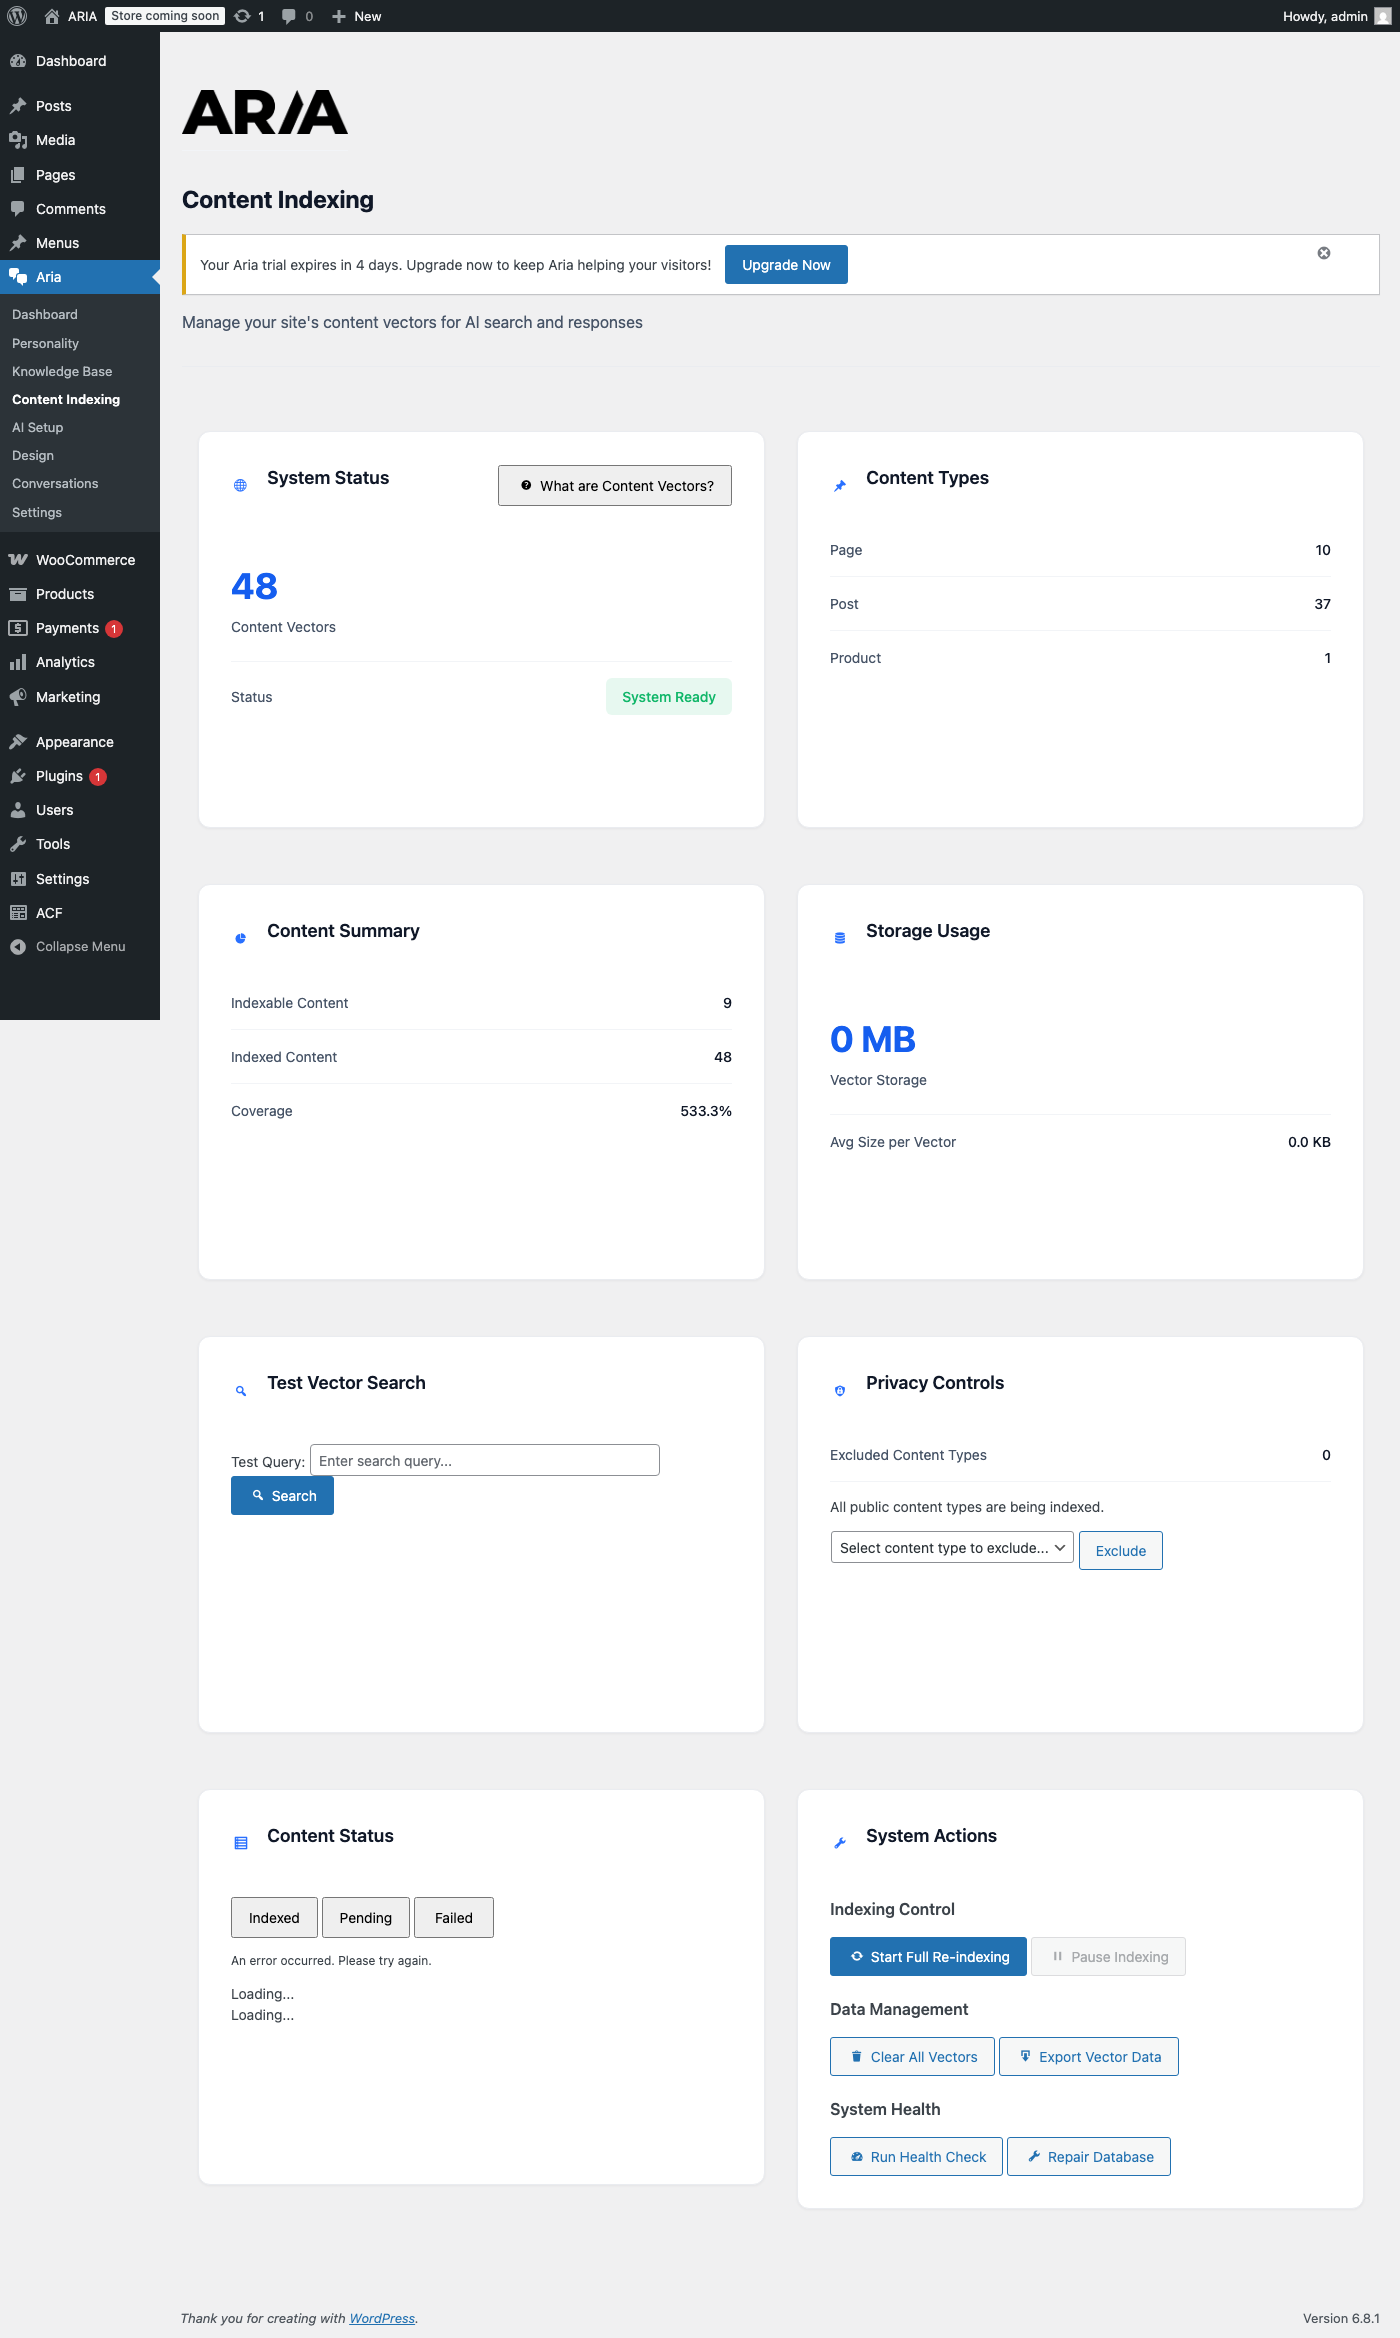 ARIA Store coming soon 1 0 New Howdy, admin
Dashboard
Posts
Media
Pages
Comments
Menus
Aria
Dashboard
Personality
Knowledge Base
Content Indexing
AI Setup
Design
Conversations
Settings
WooCommerce
Products
Payments 1
Analytics
Marketing
Appearance
Plugins 1
Users
Tools
Settings
ACF
Collapse Menu
ARIA
Content Indexing
Your Aria trial expires in 4 days. Upgrade now to keep Aria helping your visitors! Upgrade Now
Manage your site's content vectors for AI search and responses
System Status What are Content Vectors?
48
Content Vectors
Status System Ready
Content Types
Page 10
Post 37
Product 1
Content Summary
Indexable Content 9
Indexed Content 48
Coverage 533.3%
Storage Usage
0 MB
Vector Storage
Avg Size per Vector 0.0 KB
Test Vector Search
Test Query: Enter search query...
Search
Privacy Controls
Excluded Content Types 0
All public content types are being indexed.
Select content type to exclude... Exclude
Content Status
Indexed Pending Failed
An error occurred. Please try again.
Loading...
Loading...
System Actions
Indexing Control
Start Full Re-indexing Pause Indexing
Data Management
Clear All Vectors Export Vector Data
System Health
Run Health Check Repair Database
Thank you for creating with WordPress. Version 6.8.1